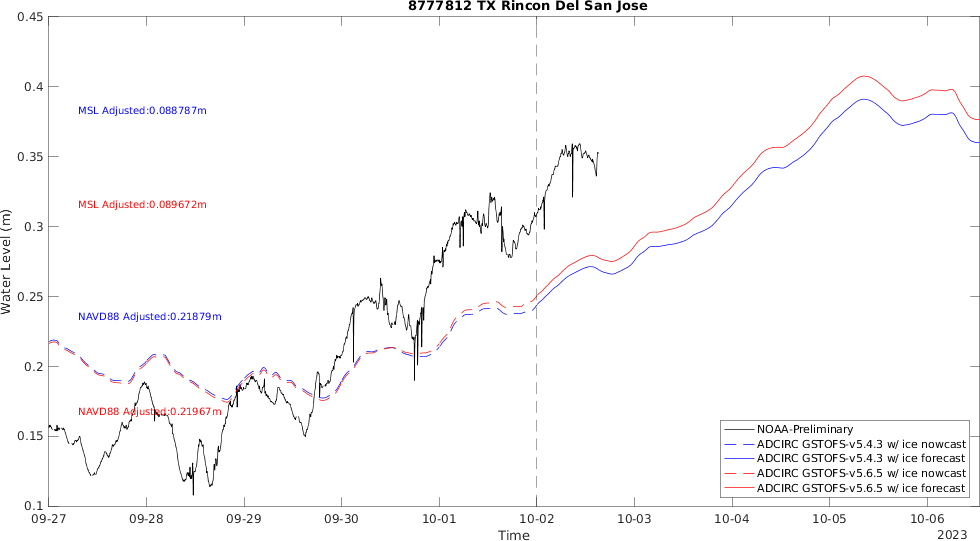 8777812 TX Rincon Del San Jose
0.45
0.4
0.35
0.3
0.25
0.2
0.15
0.1
Water Level (m)
MSL Adjusted:0.088787m
MSL Adjusted:0.089672m
NAVD88 Adjusted:0.21879m
NAVD88 Adjusted:0.21967m
NOAA-Preliminary
ADCIRC GSTOFS-v5.4.3 w/ ice nowcast
ADCIRC GSTOFS-v5.4.3 w/ ice forecast
ADCIRC GSTOFS-v5.6.5 w/ ice nowcast
ADCIRC GSTOFS-v5.6.5 w/ ice forecast
09-27 09-28 09-29 09-30 10-01 10-02 10-03 10-04 10-05 10-06
Time
2023